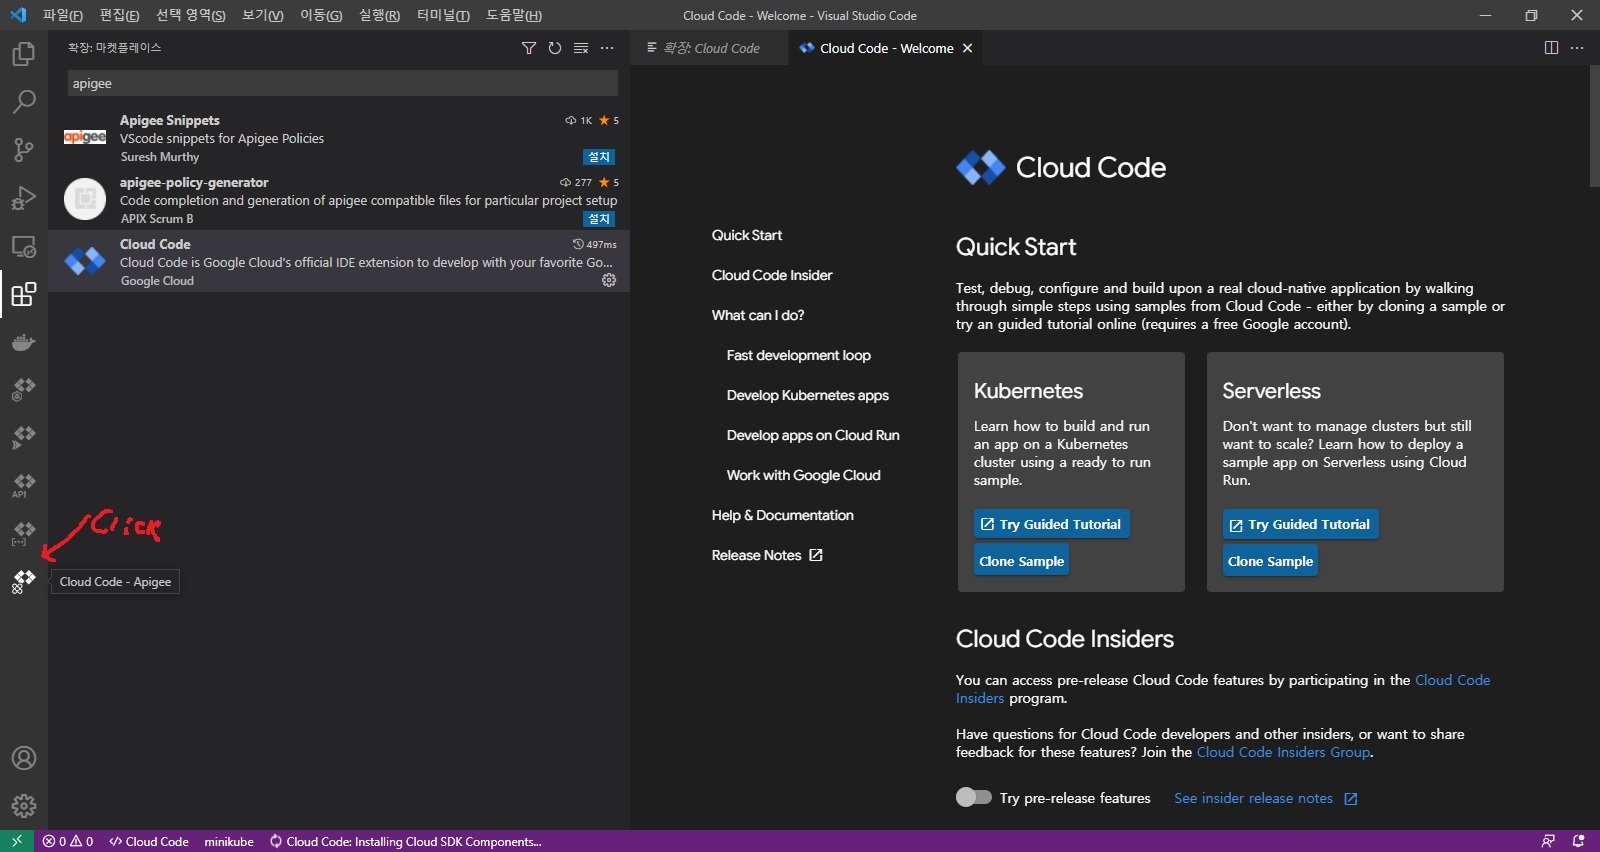 파일(F) 편집(E) 선택 영역(S) 보기(V) 이동(G) 실행(R) 터미널(T) 도움말(H)
Cloud Code - Welcome - Visual Studio Code
확장: 마켓플레이스
apigee
Apigee Snippets 1K ★ 5
VScode snippets for Apigee Policies
Suresh Murthy 설치
apigee-policy-generator 277 ★ 5
Code completion and generation of apigee compatible files for particular project setup
APIX Scrum B 설치
Cloud Code 497ms
Cloud Code is Google Cloud's official IDE extension to develop with your favorite Go...
Google Cloud
apigee
API
Click
Cloud Code - Apigee
확장: Cloud Code
Cloud Code - Welcome
Cloud Code
Quick Start
Cloud Code Insider
What can I do?
Fast development loop
Develop Kubernetes apps
Develop apps on Cloud Run
Work with Google Cloud
Help & Documentation
Release Notes
Quick Start
Test, debug, configure and build upon a real cloud-native application by walking
through simple steps using samples from Cloud Code - either by cloning a sample or
try an guided tutorial online (requires a free Google account).
Kubernetes
Learn how to build and run
an app on a Kubernetes
cluster using a ready to run
sample.
Try Guided Tutorial
Clone Sample
Serverless
Don't want to manage clusters but still
want to scale? Learn how to deploy a
sample app on Serverless using Cloud
Run.
Try Guided Tutorial
Clone Sample
Cloud Code Insiders
You can access pre-release Cloud Code features by participating in the Cloud Code
Insiders program.
Have questions for Cloud Code developers and other insiders, or want to share
feedback for these features? Join the Cloud Code Insiders Group.
Try pre-release features See insider release notes
0 0 Cloud Code minikube Cloud Code: Installing Cloud SDK Components...